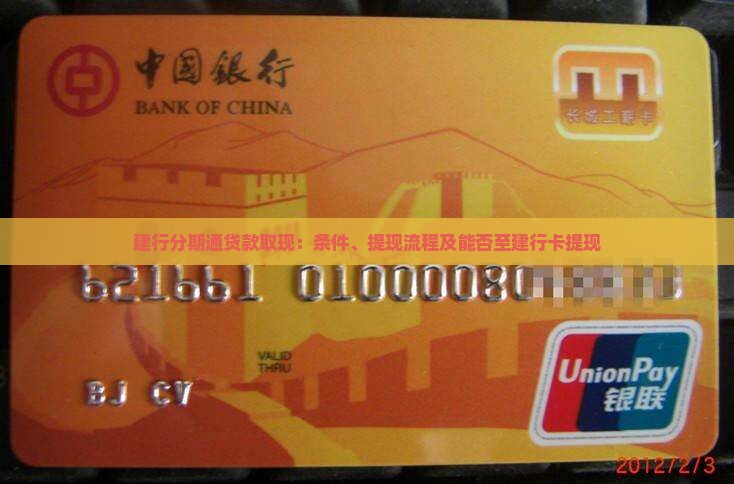 中国銀行
BANK OF CHINA
长城工薪卡
建行分期通贷款取现：条件、提现流程及能否至建行卡提现
621661 01000080
VALID
THRU
BJ CV
UnionPay
银联
2012/2/3